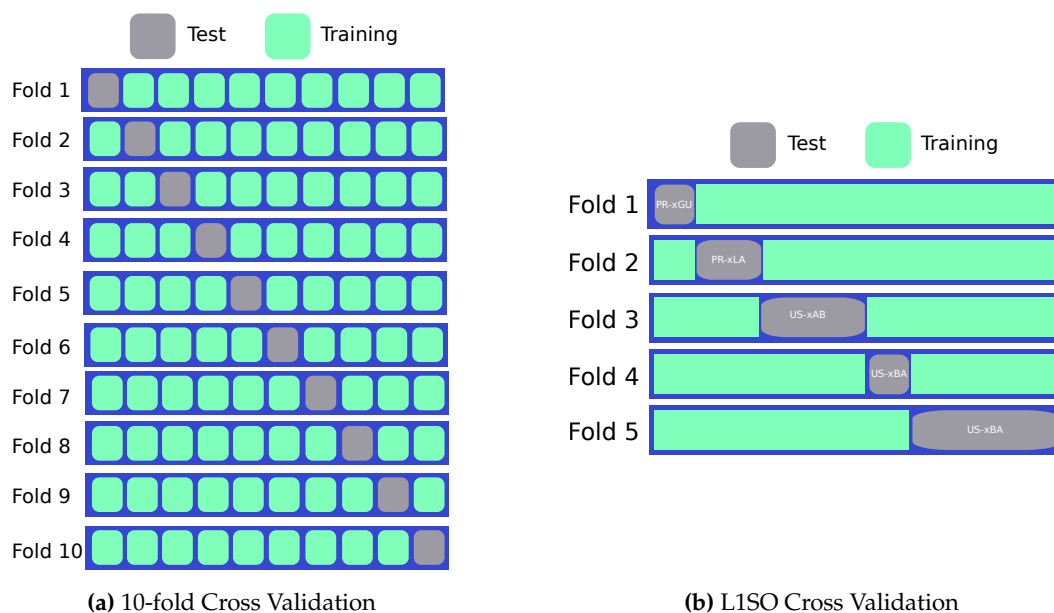 Test Training
Fold 1
Fold 2
Fold 3
Fold 4
Fold 5
Fold 6
Fold 7
Fold 8
Fold 9
Fold 10
(a) 10-fold Cross Validation
Test Training
Fold 1 PR-xGU
Fold 2 PR-xLA
Fold 3 US-xAB
Fold 4 US-xBA
Fold 5 US-xBA
(b) L1SO Cross Validation